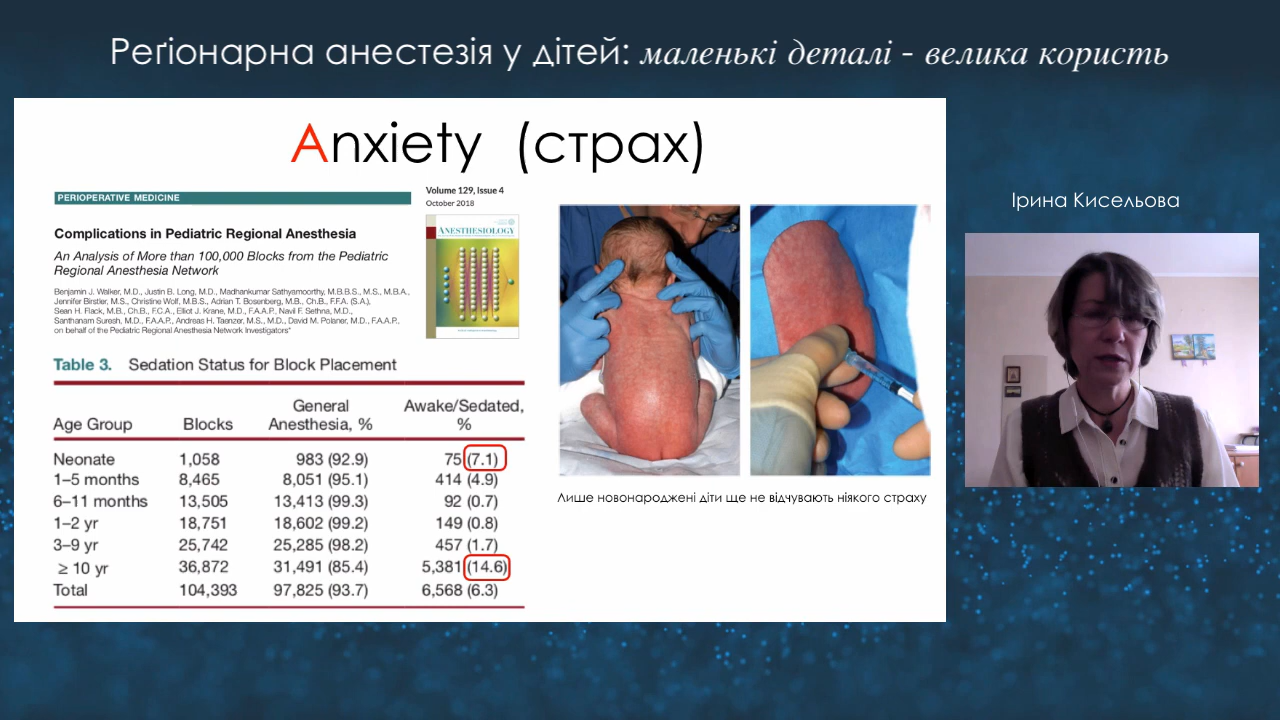 Реґіонарна анестезія у дітей: маленькі деталі - велика користь
Anxiety (страх)
PERIOPERATIVE MEDICINE
Volume 129, Issue 4
October 2018
Complications in Pediatric Regional Anesthesia
An Analysis of More than 100,000 Blocks from the Pediatric
Regional Anesthesia Network
Benjamin J. Walker, M.D., Justin B. Long, M.D., Madhankumar Sathyamoorthy, M.B.B.S., M.S., M.B.A.,
Jennifer Birstler, M.S., Christine Wolf, M.B.S., Adrian T. Bosenberg, M.B., Ch.B., F.F.A. (S.A.),
Sean H. Flack, M.B., Ch.B., F.C.A., Elliot J. Krane, M.D., F.A.A.P., Navil F. Sethna, M.D.,
Santhanam Suresh, M.D., F.A.A.P., Andreas H. Taenzer, M.S., M.D., David M. Polaner, M.D., F.A.A.P.,
on behalf of the Pediatric Regional Anesthesia Network Investigators*
ANESTHESIOLOGY
Table 3. Sedation Status for Block Placement
Age Group Blocks General Anesthesia, % Awake/Sedated, %
Neonate 1,058 983 (92.9) 75 (7.1)
1–5 months 8,465 8,051 (95.1) 414 (4.9)
6–11 months 13,505 13,413 (99.3) 92 (0.7)
1–2 yr 18,751 18,602 (99.2) 149 (0.8)
3–9 yr 25,742 25,285 (98.2) 457 (1.7)
≥ 10 yr 36,872 31,491 (85.4) 5,381 (14.6)
Total 104,393 97,825 (93.7) 6,568 (6.3)
Лише новонароджені діти ще не відчувають ніякого страху
Ірина Кисельова